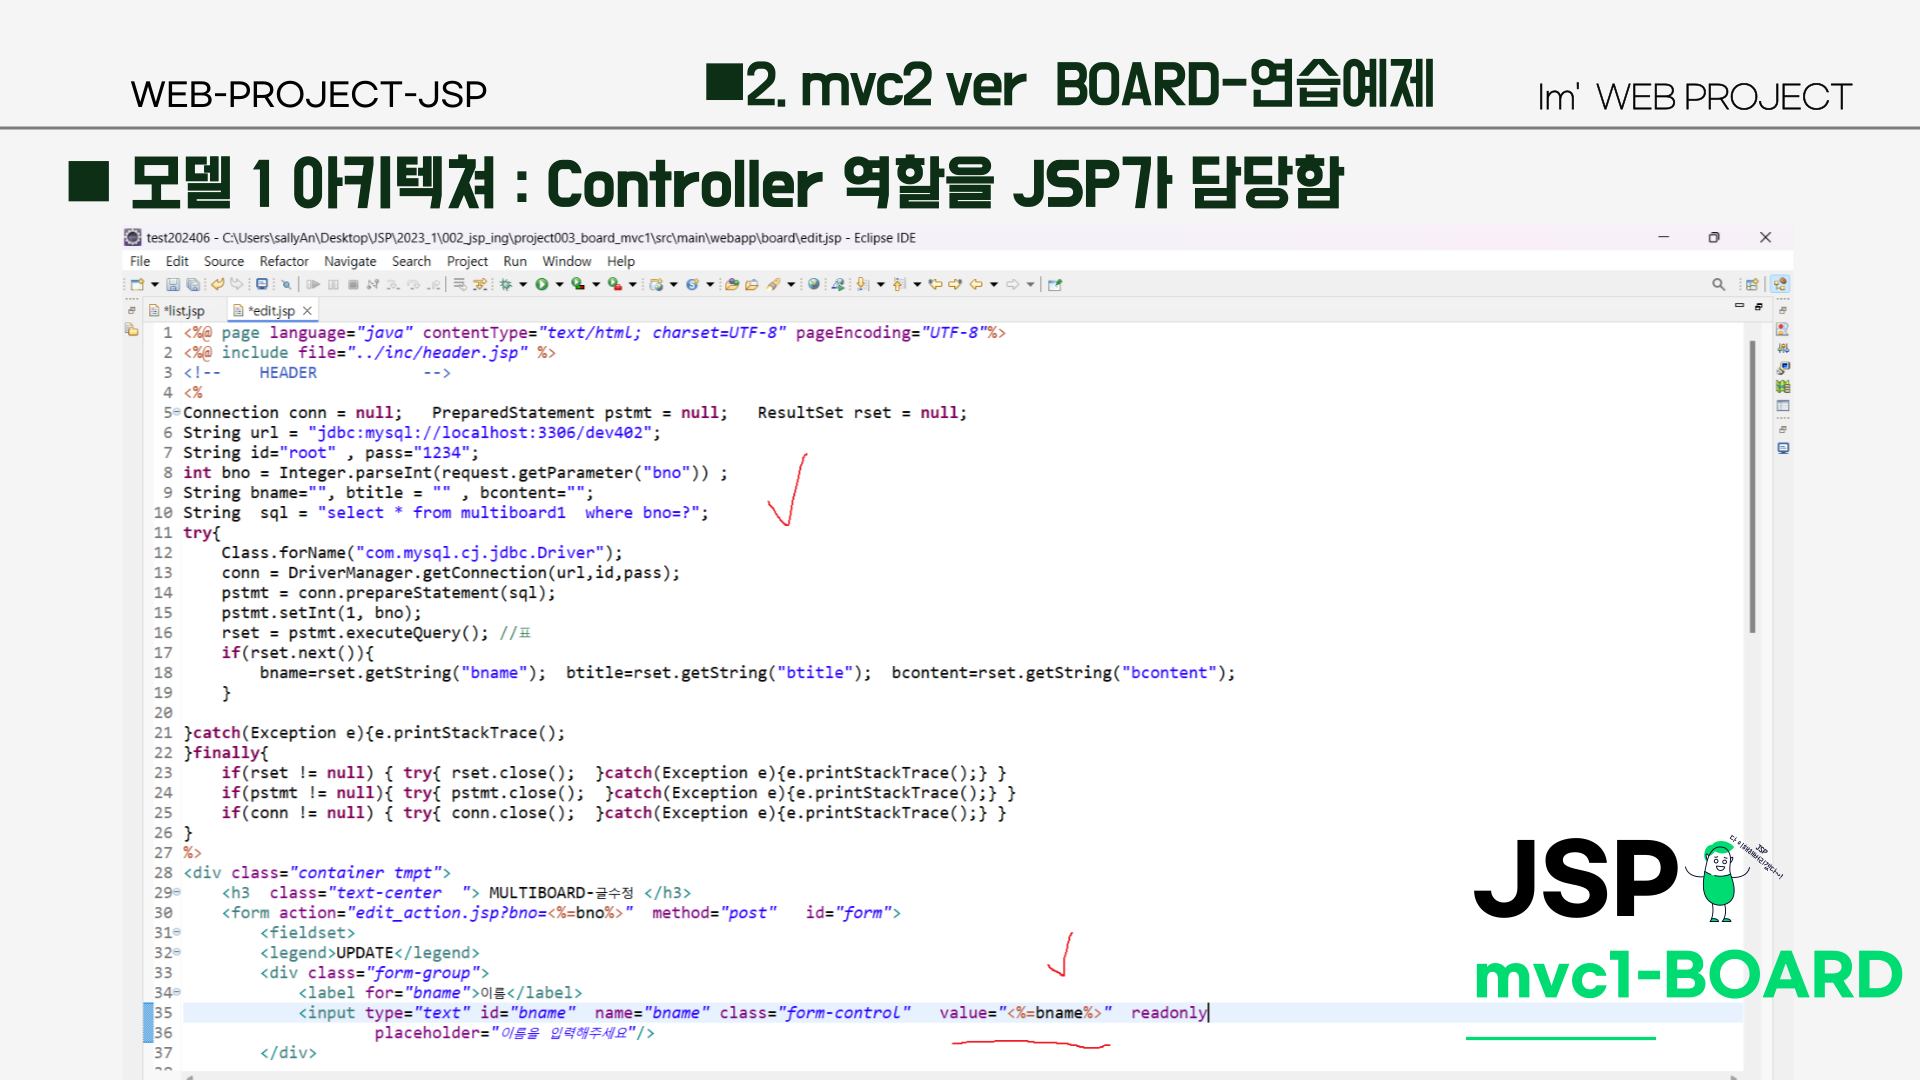 WEB-PROJECT-JSP
■2. mvc2 ver BOARD-연습예제
Im' WEB PROJECT
■ 모델 1 아키텍쳐 : Controller 역할을 JSP가 담당함
test202406 - C:\Users\sallyAn\Desktop\JSP\2023_1\002_jsp_ing\project003_board_mvc1\src\main\webapp\board\edit.jsp - Eclipse IDE
File Edit Source Refactor Navigate Search Project Run Window Help
*list.jsp *edit.jsp
1 <%@ page language="java" contentType="text/html; charset=UTF-8" pageEncoding="UTF-8"%>
2 <%@ include file="../inc/header.jsp" %>
3 <!-- HEADER -->
4 <%
5 Connection conn = null; PreparedStatement pstmt = null; ResultSet rset = null;
6 String url = "jdbc:mysql://localhost:3306/dev402";
7 String id="root" , pass="1234";
8 int bno = Integer.parseInt(request.getParameter("bno")) ;
9 String bname="", btitle = "" , bcontent="";
10 String sql = "select * from multiboard1 where bno=?";
11 try{
12 Class.forName("com.mysql.cj.jdbc.Driver");
13 conn = DriverManager.getConnection(url,id,pass);
14 pstmt = conn.prepareStatement(sql);
15 pstmt.setInt(1, bno);
16 rset = pstmt.executeQuery(); //표
17 if(rset.next()){
18 bname=rset.getString("bname"); btitle=rset.getString("btitle"); bcontent=rset.getString("bcontent");
19 }
20
21 }catch(Exception e){e.printStackTrace();
22 }finally{
23 if(rset != null) { try{ rset.close(); }catch(Exception e){e.printStackTrace();} }
24 if(pstmt != null){ try{ pstmt.close(); }catch(Exception e){e.printStackTrace();} }
25 if(conn != null) { try{ conn.close(); }catch(Exception e){e.printStackTrace();} }
26 }
27 %>
28 <div class="container tmpt">
29 <h3 class="text-center "> MULTIBOARD-글수정 </h3>
30 <form action="edit_action.jsp?bno=<%=bno%>" method="post" id="form">
31 <fieldset>
32 <legend>UPDATE</legend>
33 <div class="form-group">
34 <label for="bname">이름</label>
35 <input type="text" id="bname" name="bname" class="form-control" value="<%=bname%>" readonly
36 placeholder="이름을 입력해주세요"/>
37 </div>
JSP
JSP
mvc1-BOARD